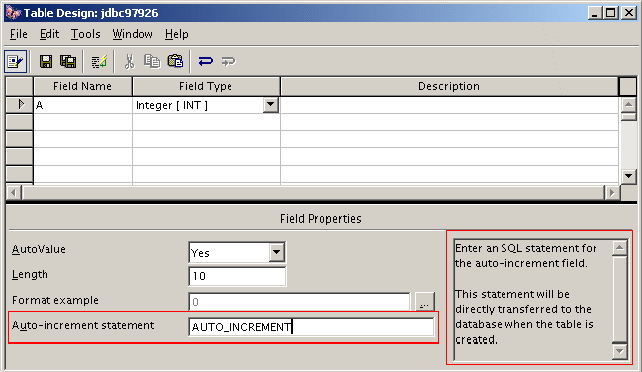 Table Design: jdbc97926
File Edit Tools Window Help
Field Name Field Type Description
A Integer [ INT ]
Field Properties
AutoValue Yes
Length 10
Format example 0 ...
Auto-increment statement AUTO_INCREMENT
Enter an SQL statement for
the auto-increment field.
This statement will be
directly transferred to the
database when the table is
created.